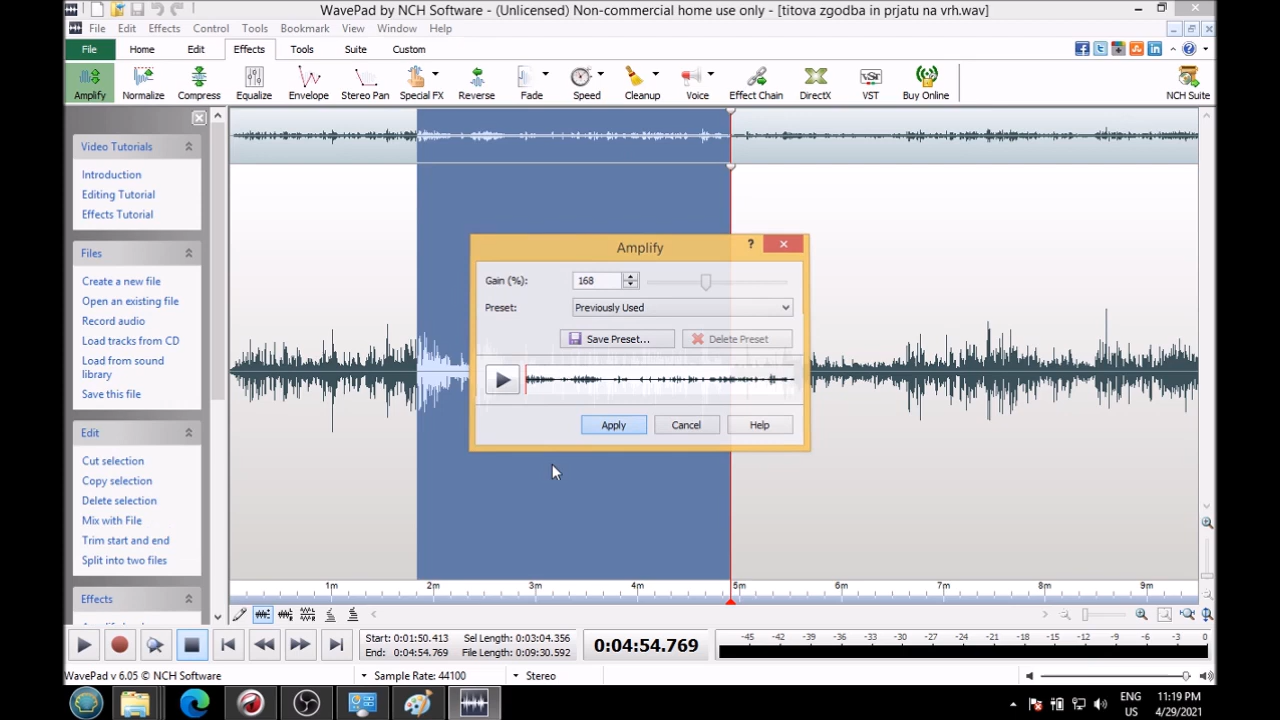 WavePad by NCH Software - (Unlicensed) Non-commercial home use only - [titova zgodba in prjatu na vrh.wav]
File Edit Effects Control Tools Bookmark View Window Help
File Home Edit Effects Tools Suite Custom
Amplify Normalize Compress Equalize Envelope Stereo Pan Special FX Reverse Fade Speed Cleanup Voice Effect Chain DirectX VST Buy Online NCH Suite
Video Tutorials
Introduction
Editing Tutorial
Effects Tutorial
Files
Create a new file
Open an existing file
Record audio
Load tracks from CD
Load from sound
library
Save this file
Edit
Cut selection
Copy selection
Delete selection
Mix with File
Trim start and end
Split into two files
Effects
Amplify
Gain (%): 168
Preset: Previously Used
Save Preset... Delete Preset
Apply Cancel Help
1m 2m 3m 4m 5m 6m 7m 8m 9m
Start: 0:01:50.413 Sel Length: 0:03:04.356
End: 0:04:54.769 File Length: 0:09:30.592
0:04:54.769
-45 -42 -39 -36 -33 -30 -27 -24 -21 -18 -15 -12 -9 -6 -3 0
WavePad v 6.05 © NCH Software Sample Rate: 44100 Stereo
ENG 11:19 PM
US 4/29/2021